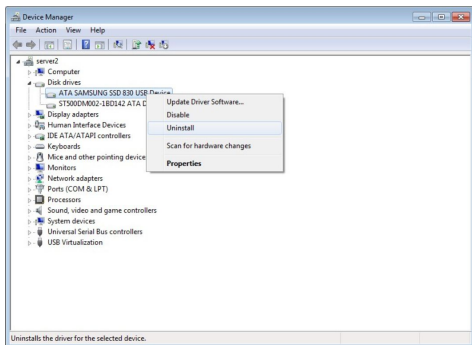 Device Manager
File Action View Help
server2
Computer
Disk drives
ATA SAMSUNG SSD 830 USB Device
ST500DM002-1BD142 ATA D
Display adapters
Human Interface Devices
IDE ATA/ATAPI controllers
Keyboards
Mice and other pointing device
Monitors
Network adapters
Ports (COM & LPT)
Processors
Sound, video and game controllers
System devices
Universal Serial Bus controllers
USB Virtualization
Update Driver Software...
Disable
Uninstall
Scan for hardware changes
Properties
Uninstalls the driver for the selected device.